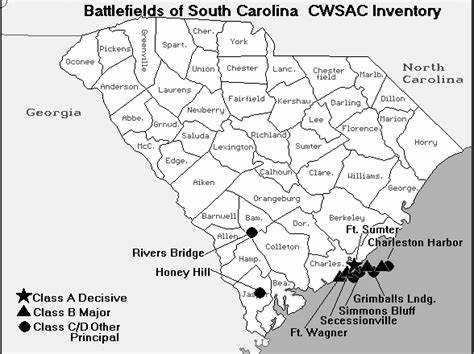 Battlefields of South Carolina CWSAC Inventory
Oconee
Pickens
Greenville
Spart.
Cher.
York
North
Carolina
Georgia
Anderson
Laurens
Union
Chester
Lanc.
Chester
field
Marlb.
Abbe.
Grnud.
Newberry
Fairfield
Kershaw
Darling
Dillon
McC.
Saluda
Edge.
Lexington
Richland
Lee
Florence
Marion
Horry
Sumter
Aiken
Calhoun
Clare.
Williams.
George.
Orangeburg
Barnwell
Bam.
Dor.
Berkeley
Allen
Colleton
Ft. Sumter
Charleston Harbor
Rivers Bridge
Hamp.
Charles.
Honey Hill
Bea.
Class A Decisive
Class B Major
Class C/D Other
Principal
Grimballs Lndg.
Simmons Bluff
Secessionville
Ft. Wagner